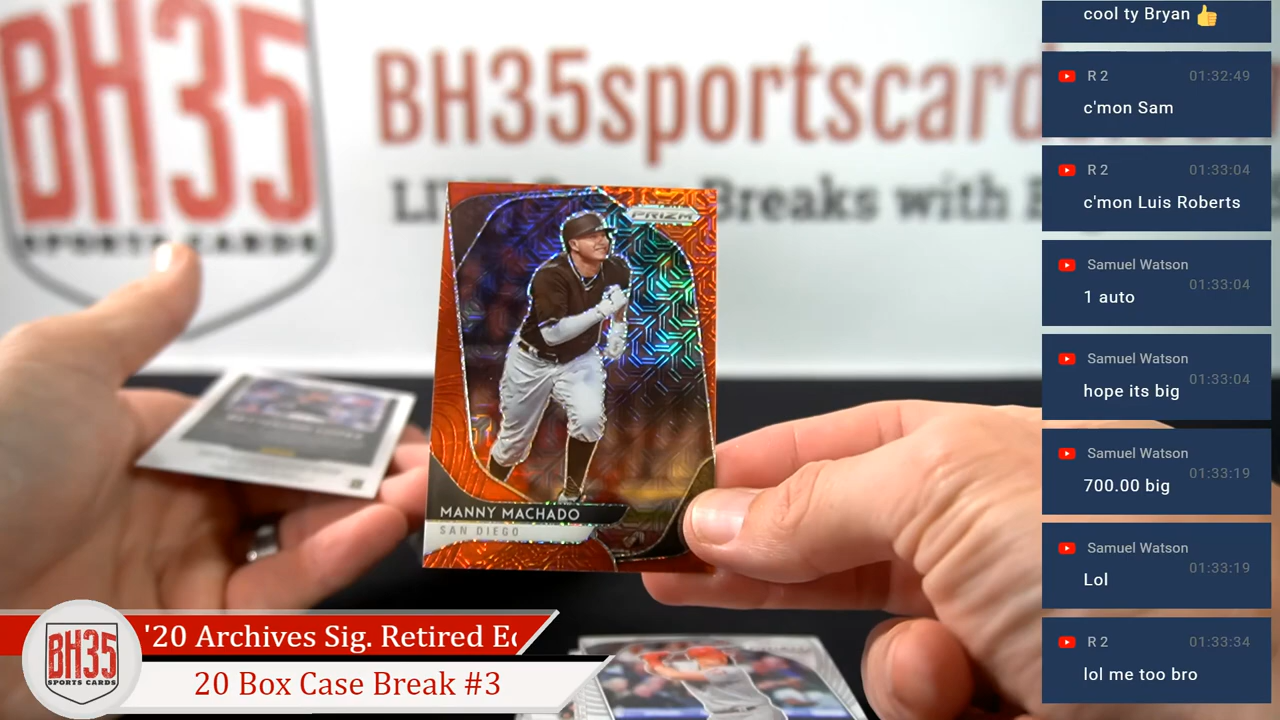 BH35
SPORTS CARDS
BH35sportscard
Breaks with
PRIZM
MANNY MACHADO
SAN DIEGO
BH35
SPORTS CARDS
'20 Archives Sig. Retired
20 Box Case Break #3
cool ty Bryan 👍
R 2 01:32:49
c'mon Sam
R 2 01:33:04
c'mon Luis Roberts
Samuel Watson 01:33:04
1 auto
Samuel Watson 01:33:04
hope its big
Samuel Watson 01:33:19
700.00 big
Samuel Watson 01:33:19
Lol
R 2 01:33:34
lol me too bro